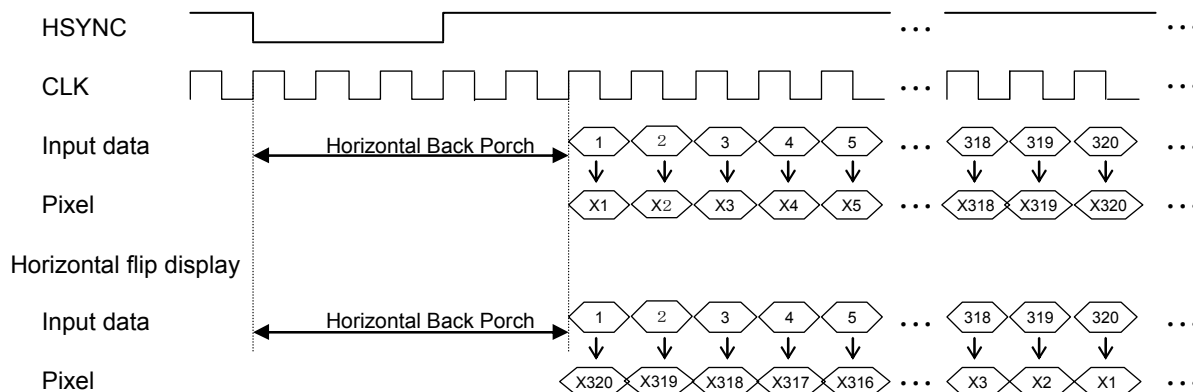 HSYNC ... ...
CLK ... ...
Input data Horizontal Back Porch 1 2 3 4 5 ... 318 319 320 ...
Pixel X1 X2 X3 X4 X5 ... X318 X319 X320 ...
Horizontal flip display
Input data Horizontal Back Porch 1 2 3 4 5 ... 318 319 320 ...
Pixel X320 X319 X318 X317 X316 ... X3 X2 X1 ...